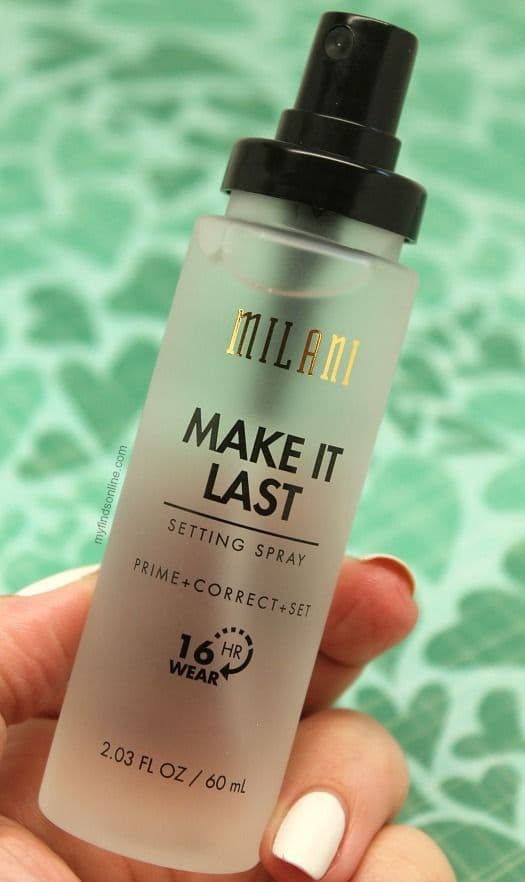 MILANI
MAKE IT
LAST
SETTING SPRAY
PRIME+CORRECT+SET
16 HR
WEAR
2.03 FL OZ / 60 mL
myfindsonline.com